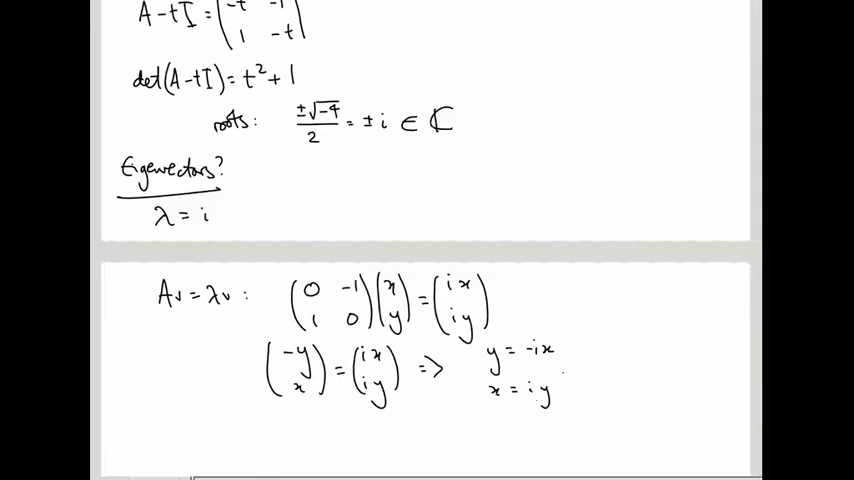 A-tI = (-t -1
1 -t)
det(A-tI) = t² + 1
roots: ±√-4 / 2 = ± i ∈ ℂ
Eigenvectors?
λ = i
Av = λv : (0 -1 (x = (ix
1 0) y) iy)
(-y = (ix => y = -ix
x) iy) x = iy